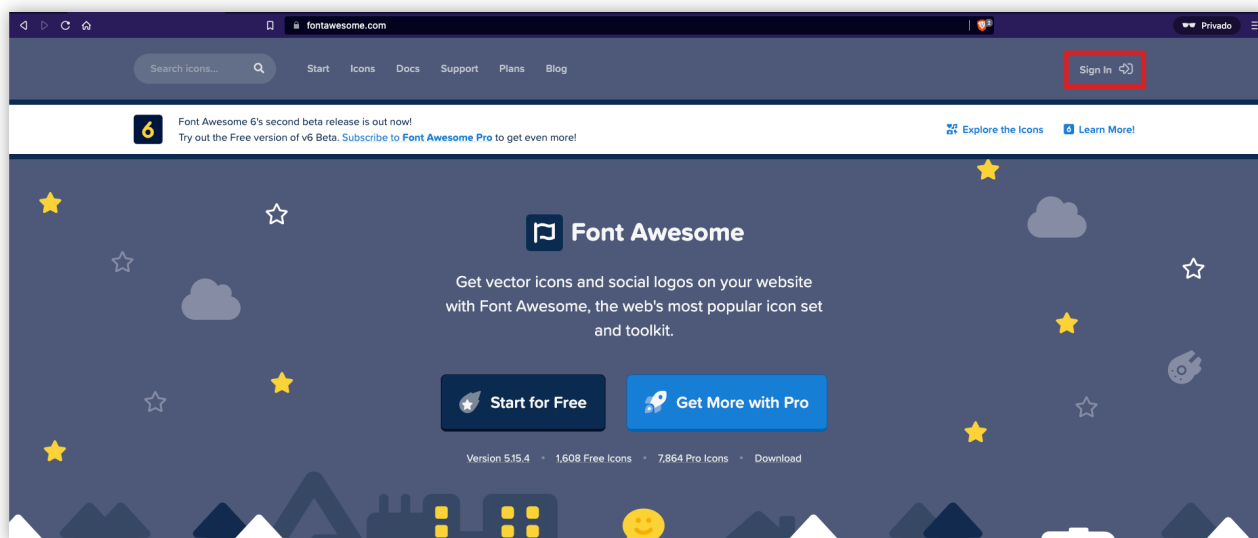 fontawesome.com
2
Privado
Search icons...
Start Icons Docs Support Plans Blog
Sign In
6
Font Awesome 6's second beta release is out now!
Try out the Free version of v6 Beta. Subscribe to Font Awesome Pro to get even more!
Explore the Icons
6 Learn More!
Font Awesome
Get vector icons and social logos on your website
with Font Awesome, the web's most popular icon set
and toolkit.
Start for Free
Get More with Pro
Version 5.15.4 • 1,608 Free Icons • 7,864 Pro Icons • Download